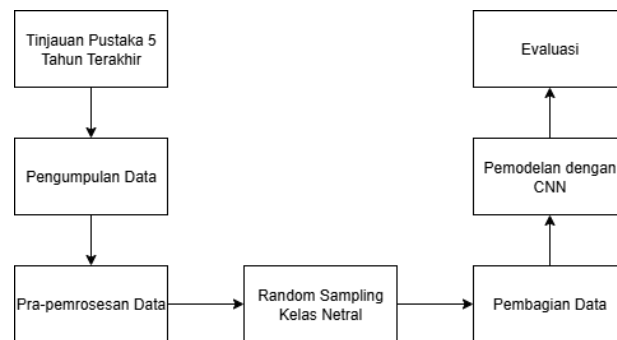 Tinjauan Pustaka 5
Tahun Terakhir
Evaluasi
Pengumpulan Data
Pemodelan dengan
CNN
Pra-pemrosesan Data
Random Sampling
Kelas Netral
Pembagian Data